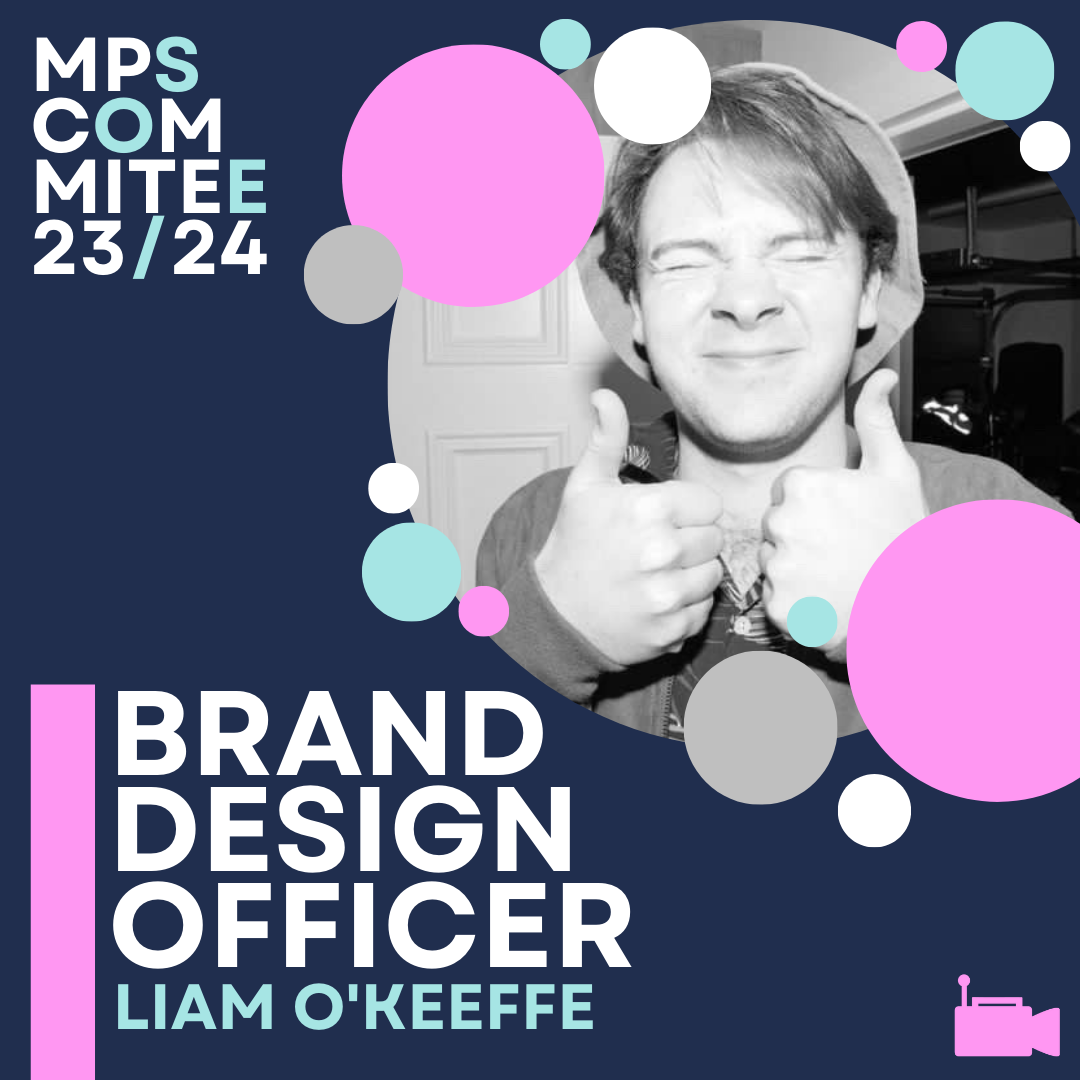 MPS
COM
MITEE
23/24
BRAND
DESIGN
OFFICER
LIAM O'KEEFFE